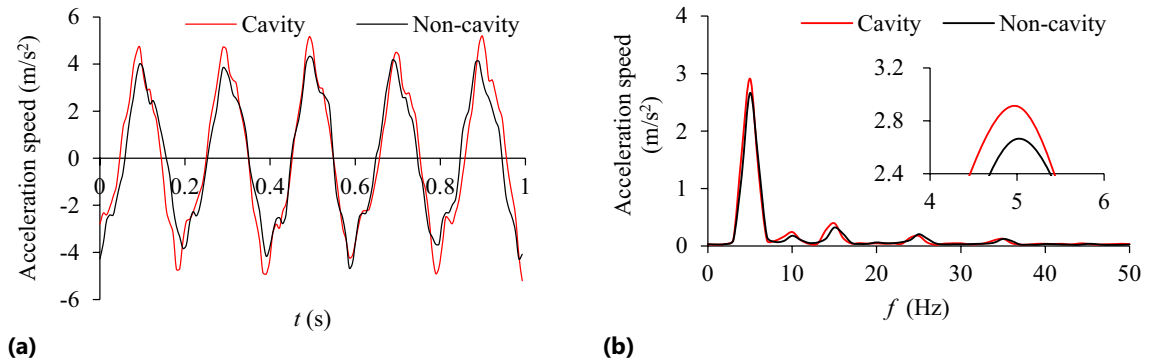 Acceleration speed (m/s²)
6
4
2
0
-2
-4
-6
Cavity
Non-cavity
0
0.2
0.4
0.6
0.8
1
t (s)
(a)
Acceleration speed
(m/s²)
4
3
2
1
0
Cavity
Non-cavity
3.2
2.8
2.4
4
5
6
0
10
20
30
40
50
f (Hz)
(b)